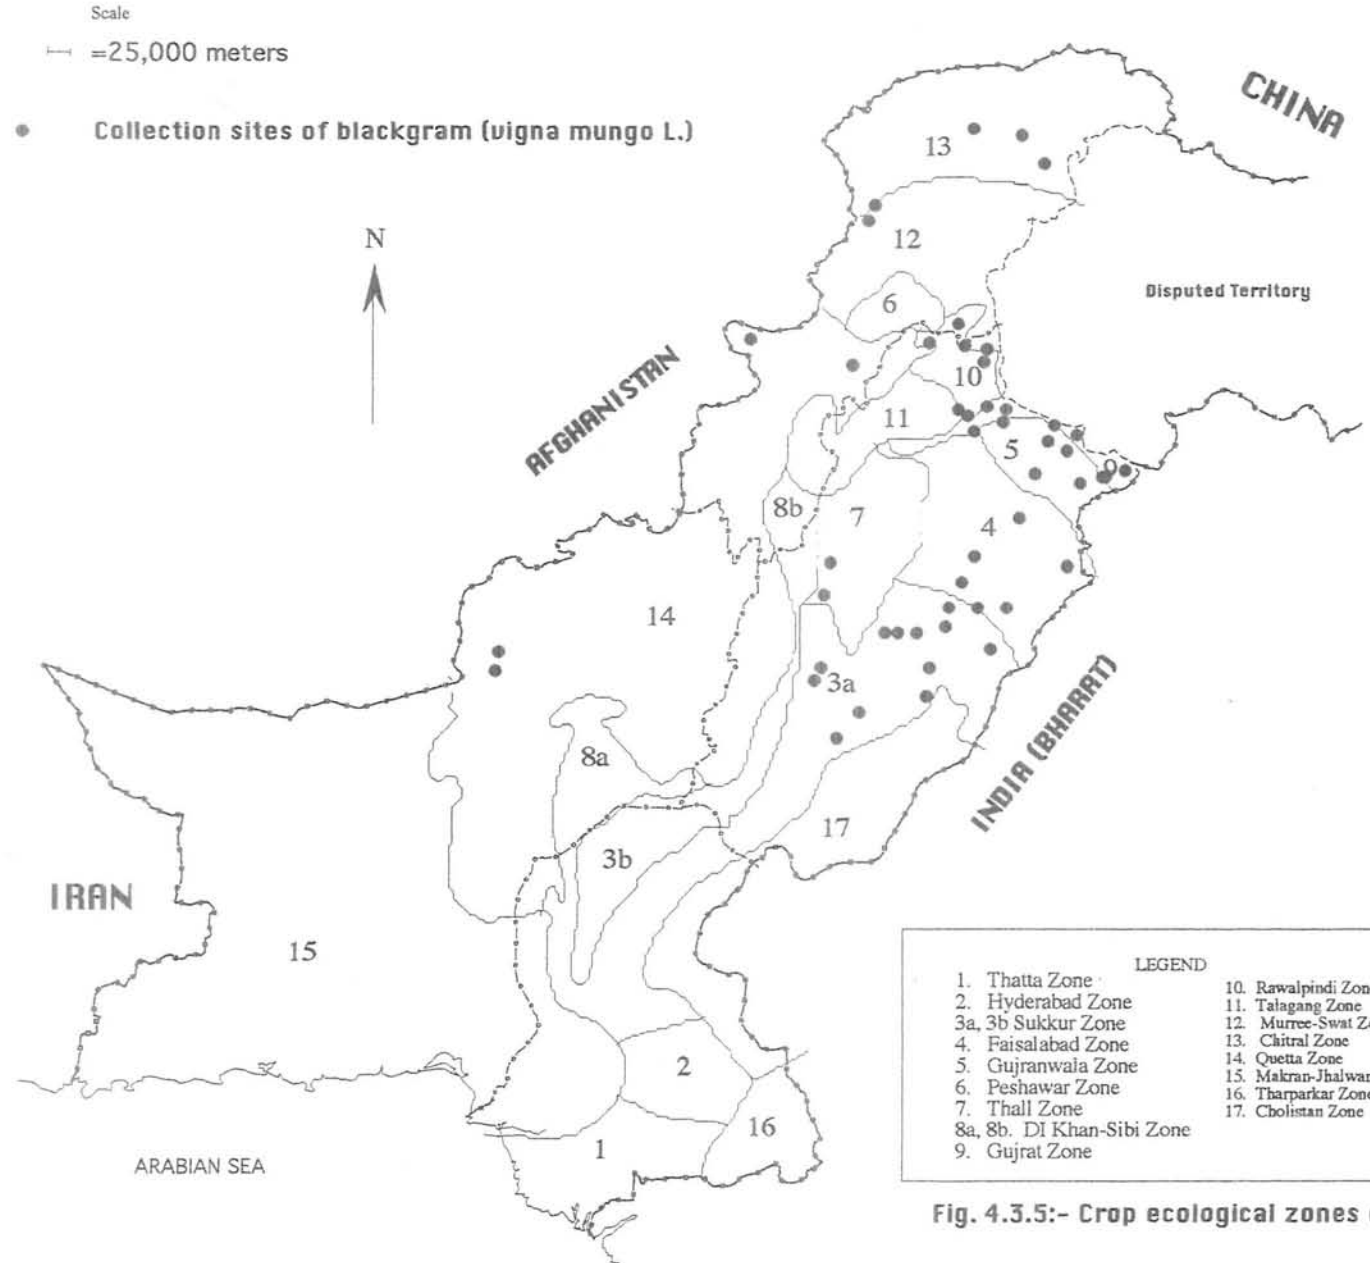 Scale
=25,000 meters
Collection sites of blackgram (vigna mungo L.)
CHINA
13
N
12
Disputed Territory
6
AFGHANISTAN
10
11
5
9
8b
7
4
14
3a
INDIA (BHARAT)
8a
17
3b
IRAN
15
2
16
1
ARABIAN SEA
LEGEND
1. Thatta Zone
2. Hyderabad Zone
3a, 3b Sukkur Zone
4. Faisalabad Zone
5. Gujranwala Zone
6. Peshawar Zone
7. Thall Zone
8a, 8b. DI Khan-Sibi Zone
9. Gujrat Zone
10. Rawalpindi Zon
11. Talagang Zone
12. Murree-Swat Z
13. Chitral Zone
14. Quetta Zone
15. Makran-Jhalwan
16. Tharparkar Zone
17. Cholistan Zone
Fig. 4.3.5:- Crop ecological zones